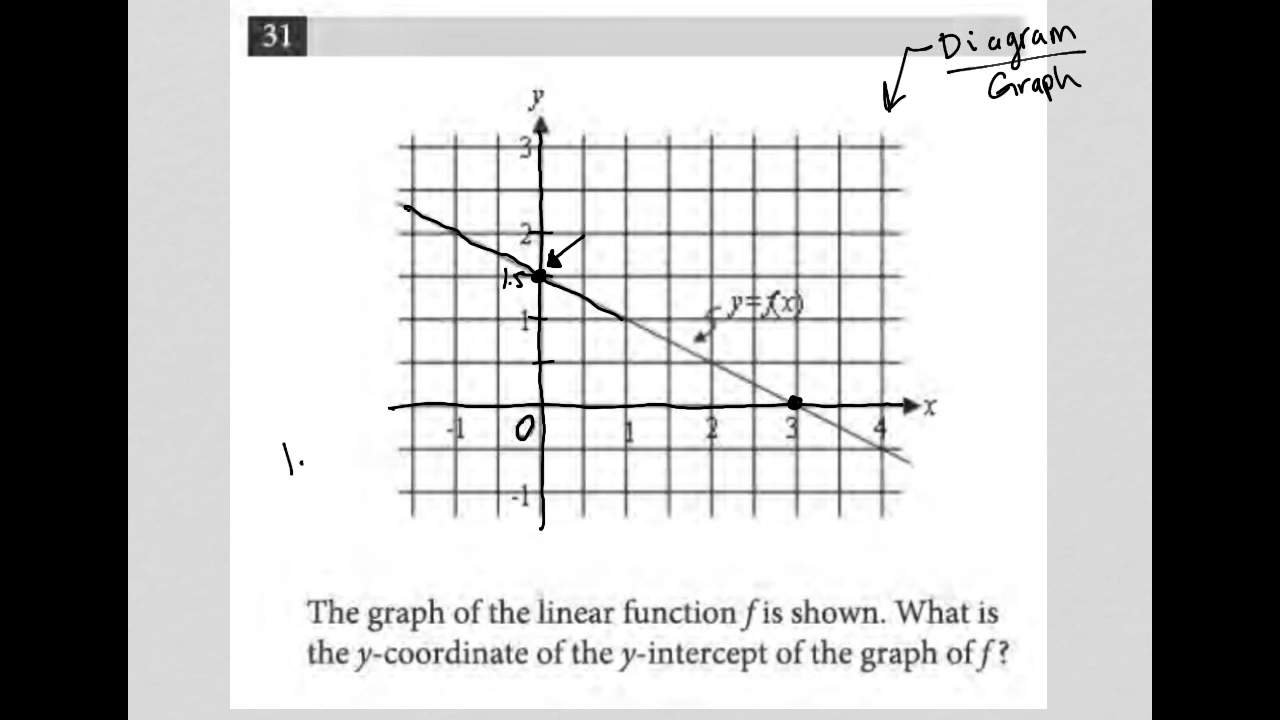 31
Diagram
Graph
y
3
2
1.5
1
y=f(x)
x
-1
0
1
2
3
4
1.
-1
The graph of the linear function f is shown. What is
the y-coordinate of the y-intercept of the graph of f?